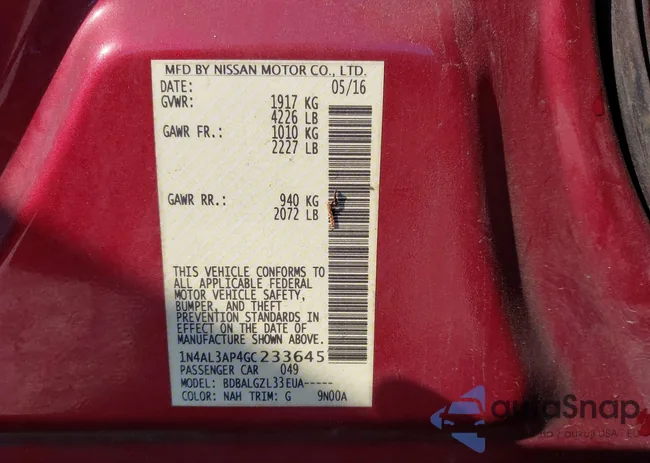 MFD BY NISSAN MOTOR CO., LTD.
DATE: 05/16
GVWR: 1917 KG
4226 LB
GAWR FR.: 1010 KG
2227 LB
GAWR RR.: 940 KG
2072 LB
THIS VEHICLE CONFORMS TO
ALL APPLICABLE FEDERAL
MOTOR VEHICLE SAFETY,
BUMPER, AND THEFT
PREVENTION STANDARDS IN
EFFECT ON THE DATE OF
MANUFACTURE SHOWN ABOVE.
1N4AL3AP4GC233645
PASSENGER CAR 049
MODEL: BDBALGZL33EUA-----
COLOR: NAH TRIM: G 9N00A
autoSnap